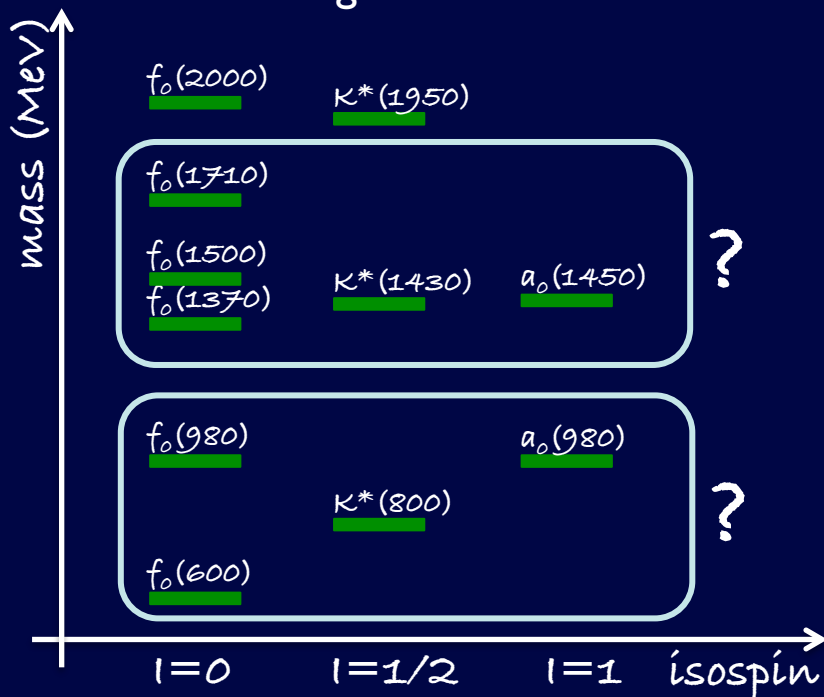 mass (MeV)
f₀(2000)
K*(1950)
f₀(1710)
f₀(1500)
K*(1430)
a₀(1450)
f₀(1370)
?
f₀(980)
a₀(980)
K*(800)
?
f₀(600)
I=0 I=1/2 I=1 isospin